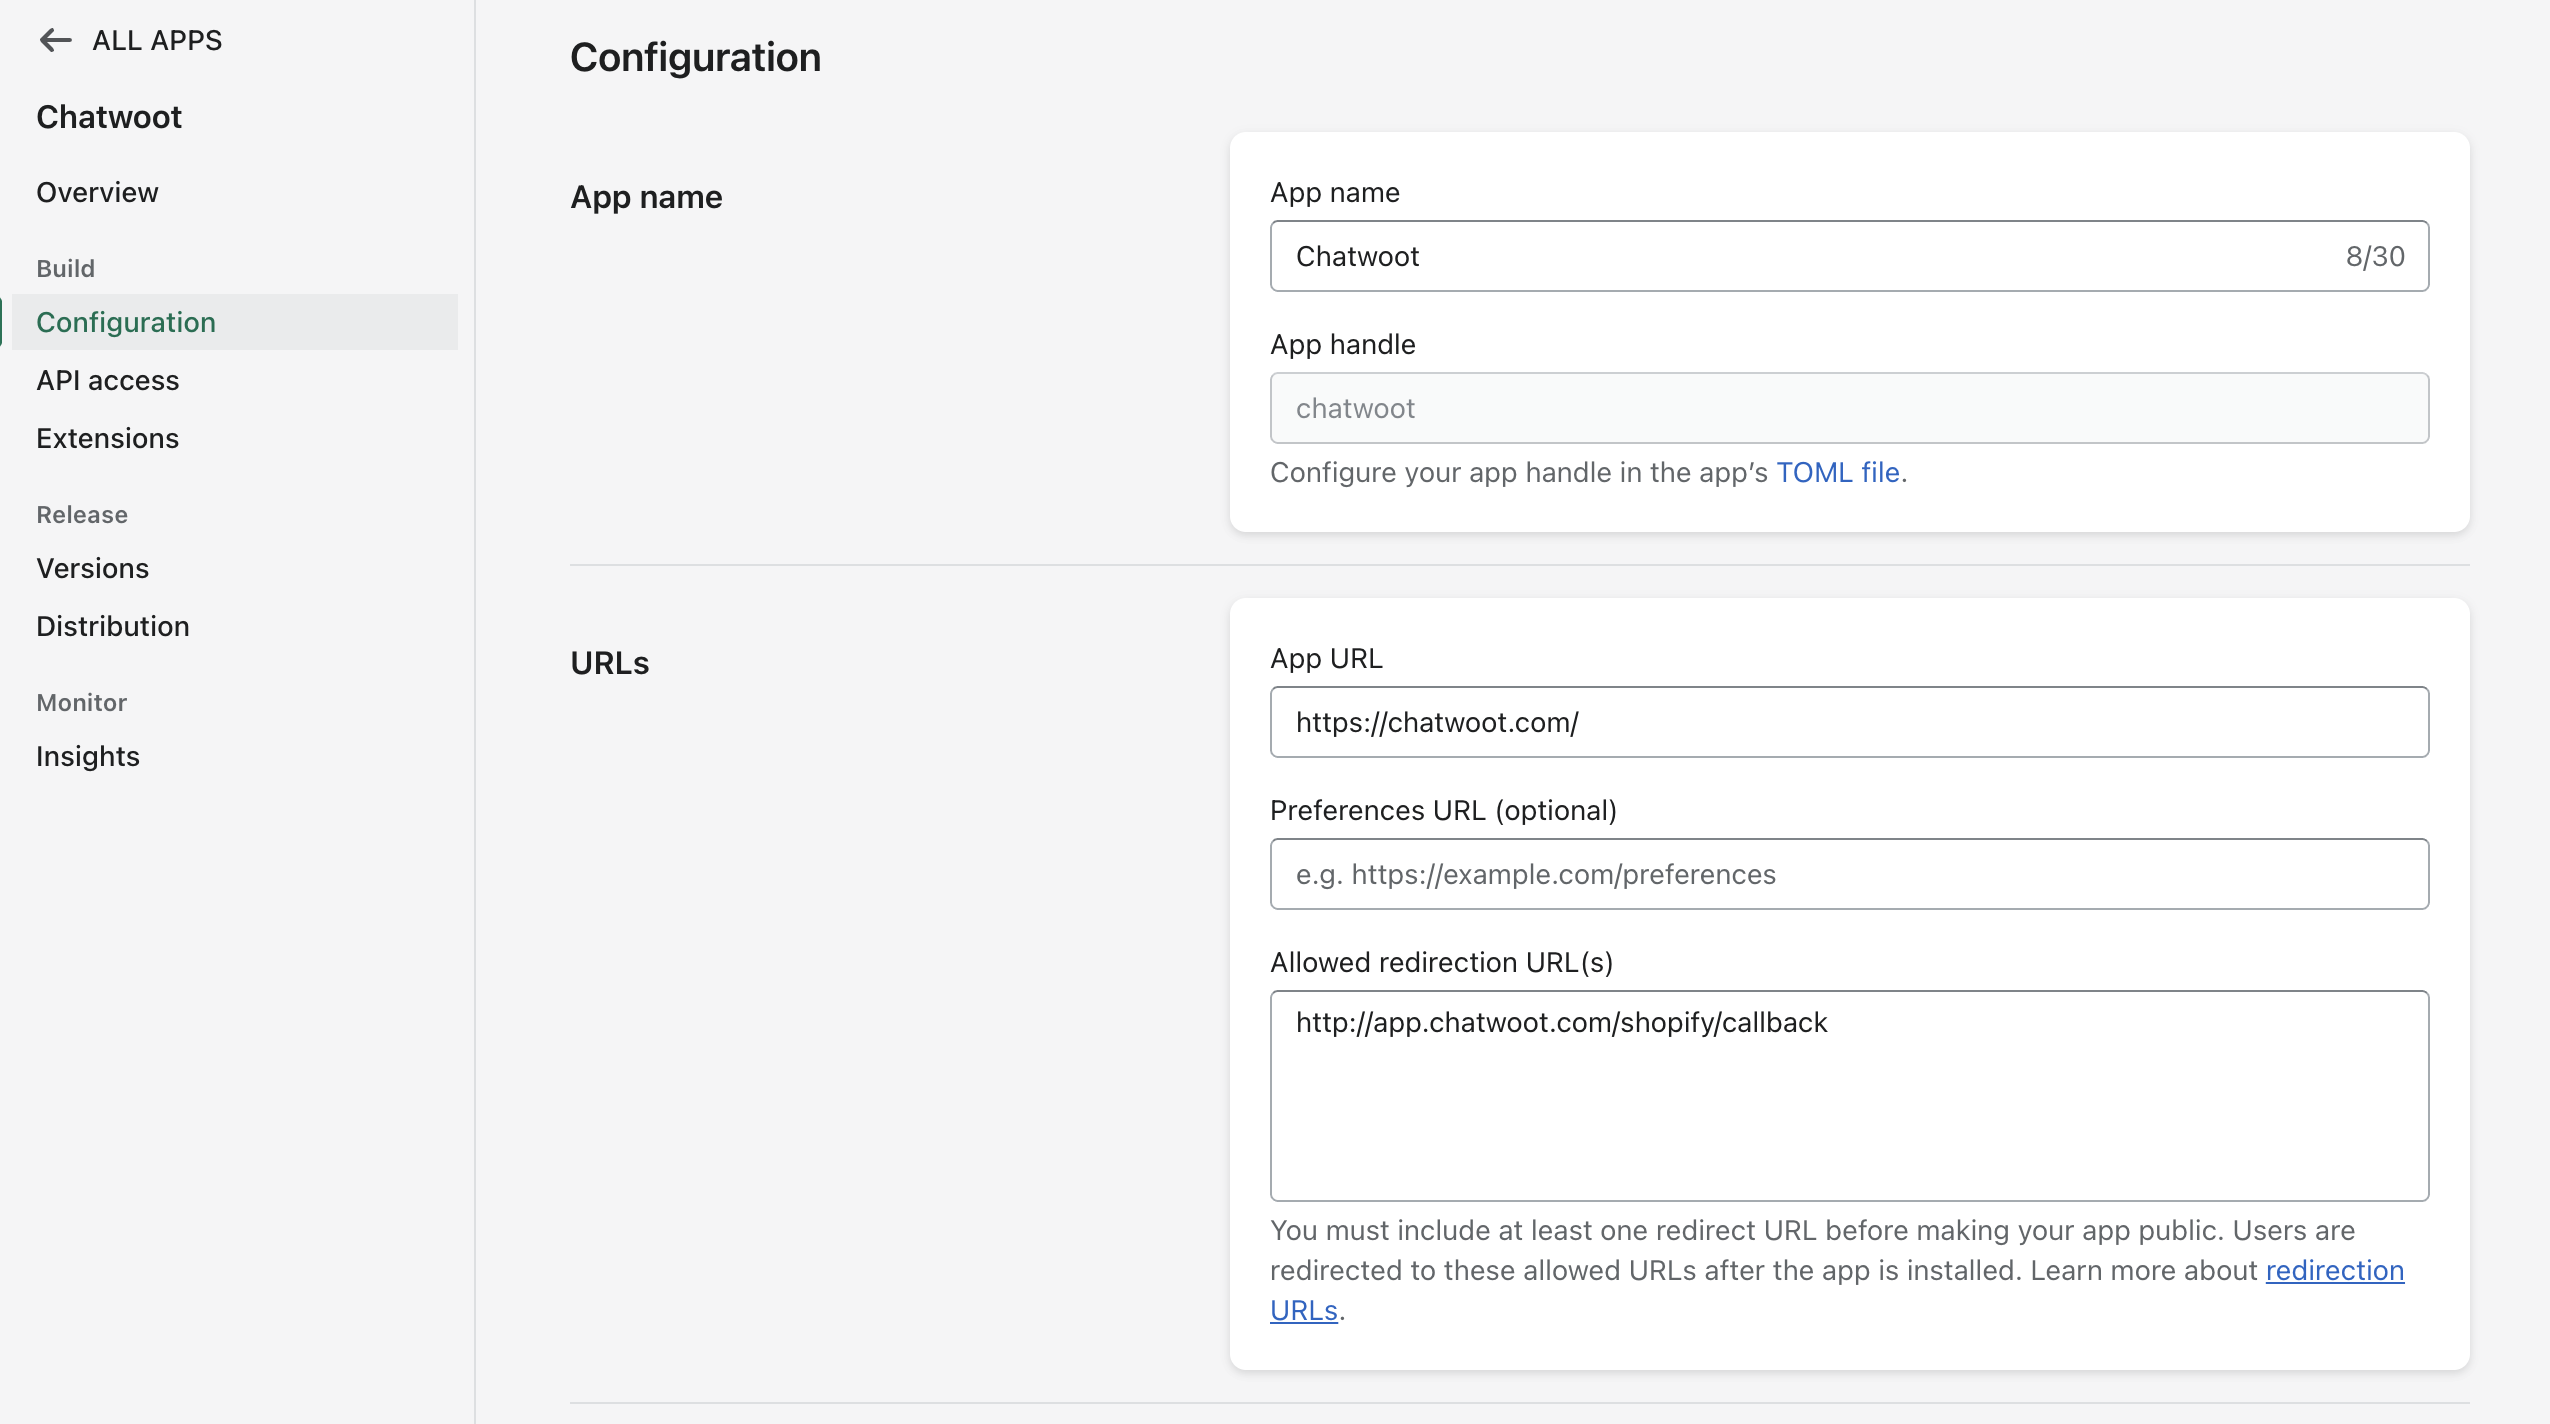 ALL APPS
Chatwoot
Overview
Build
Configuration
API access
Extensions
Release
Versions
Distribution
Monitor
Insights
Configuration
App name
App name
Chatwoot
8/30
App handle
chatwoot
Configure your app handle in the app’s TOML file.
URLs
App URL
https://chatwoot.com/
Preferences URL (optional)
e.g. https://example.com/preferences
Allowed redirection URL(s)
http://app.chatwoot.com/shopify/callback
You must include at least one redirect URL before making your app public. Users are
redirected to these allowed URLs after the app is installed. Learn more about redirection
URLs.